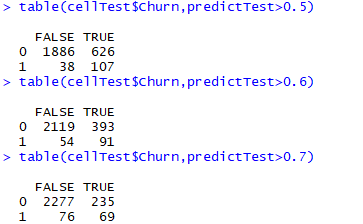 > table(cellTest$Churn,predictTest>0.5)
FALSE TRUE
0 1886 626
1 38 107
> table(cellTest$Churn,predictTest>0.6)
FALSE TRUE
0 2119 393
1 54 91
> table(cellTest$Churn,predictTest>0.7)
FALSE TRUE
0 2277 235
1 76 69